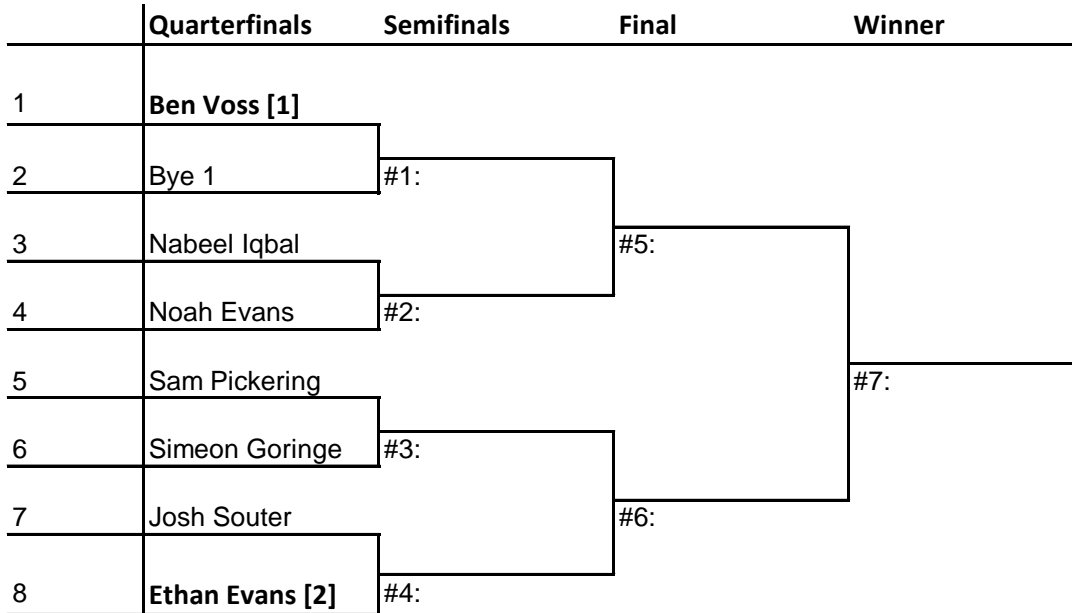 Quarterfinals Semifinals Final Winner
1 Ben Voss [1]
2 Bye 1 #1:
3 Nabeel Iqbal #5:
4 Noah Evans #2:
5 Sam Pickering #7:
6 Simeon Goringe #3:
7 Josh Souter #6:
8 Ethan Evans [2] #4: